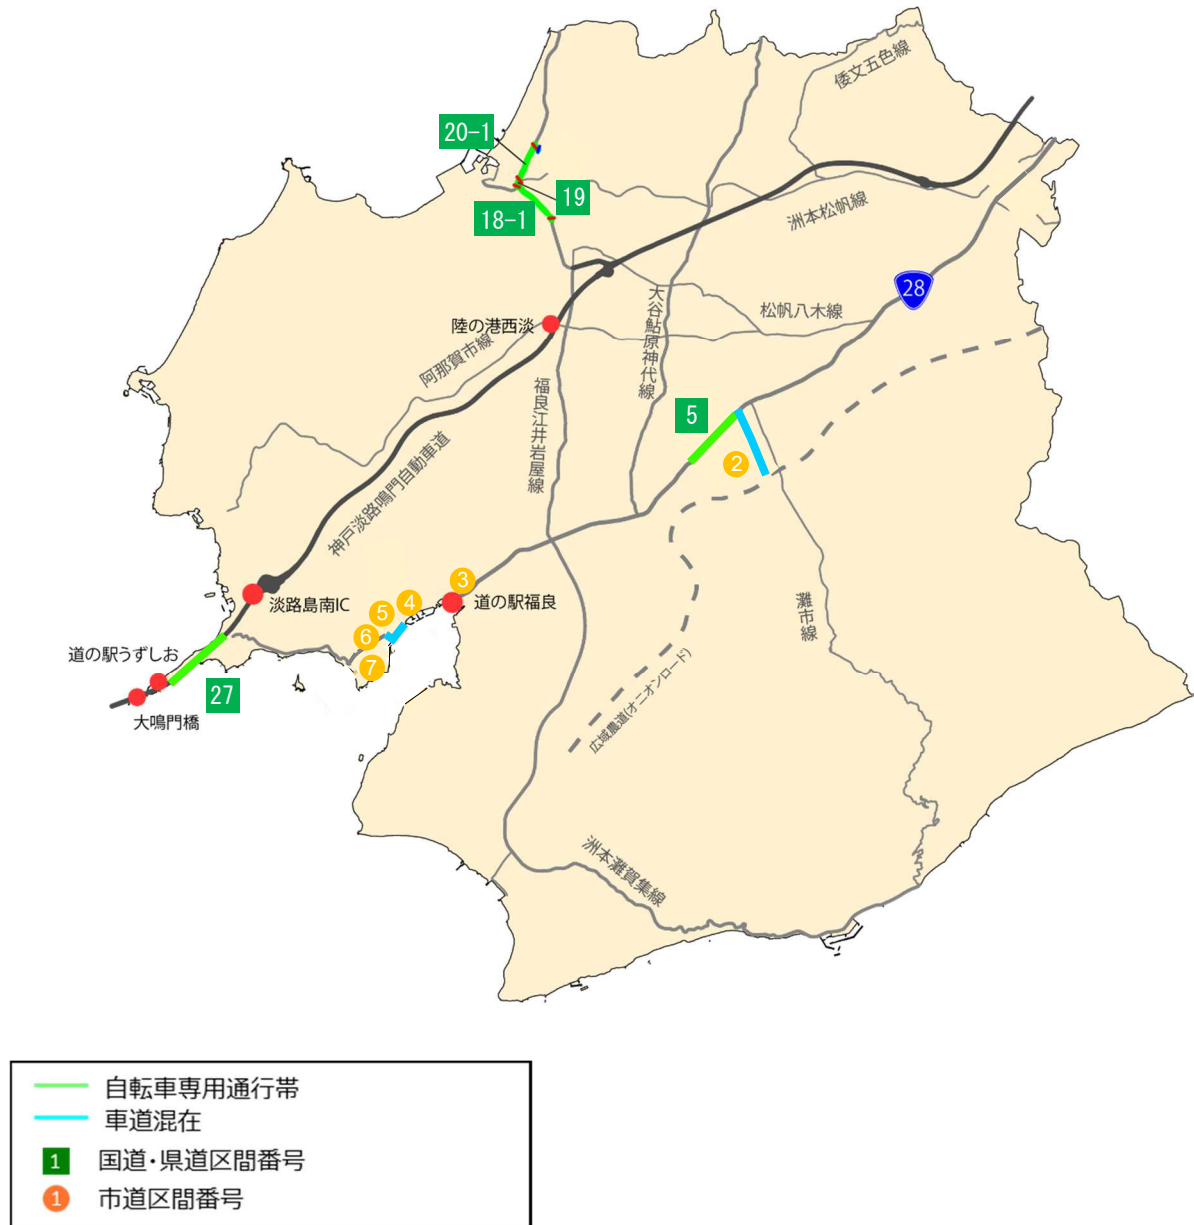 倭文五色線
20-1
19
18-1
洲本松帆線
28
大谷鮎原神代線
松帆八木線
陸の港西淡
阿那賀市線
福良江井岩屋線
5
2
神戸淡路鳴門自動車道
3
道の駅福良
淡路島南IC
4
5
6
7
灘市線
道の駅うずしお
27
大鳴門橋
広域農道(オニオンロード)
洲本灘賀集線
自転車専用通行帯
車道混在
1 国道・県道区間番号
1 市道区間番号